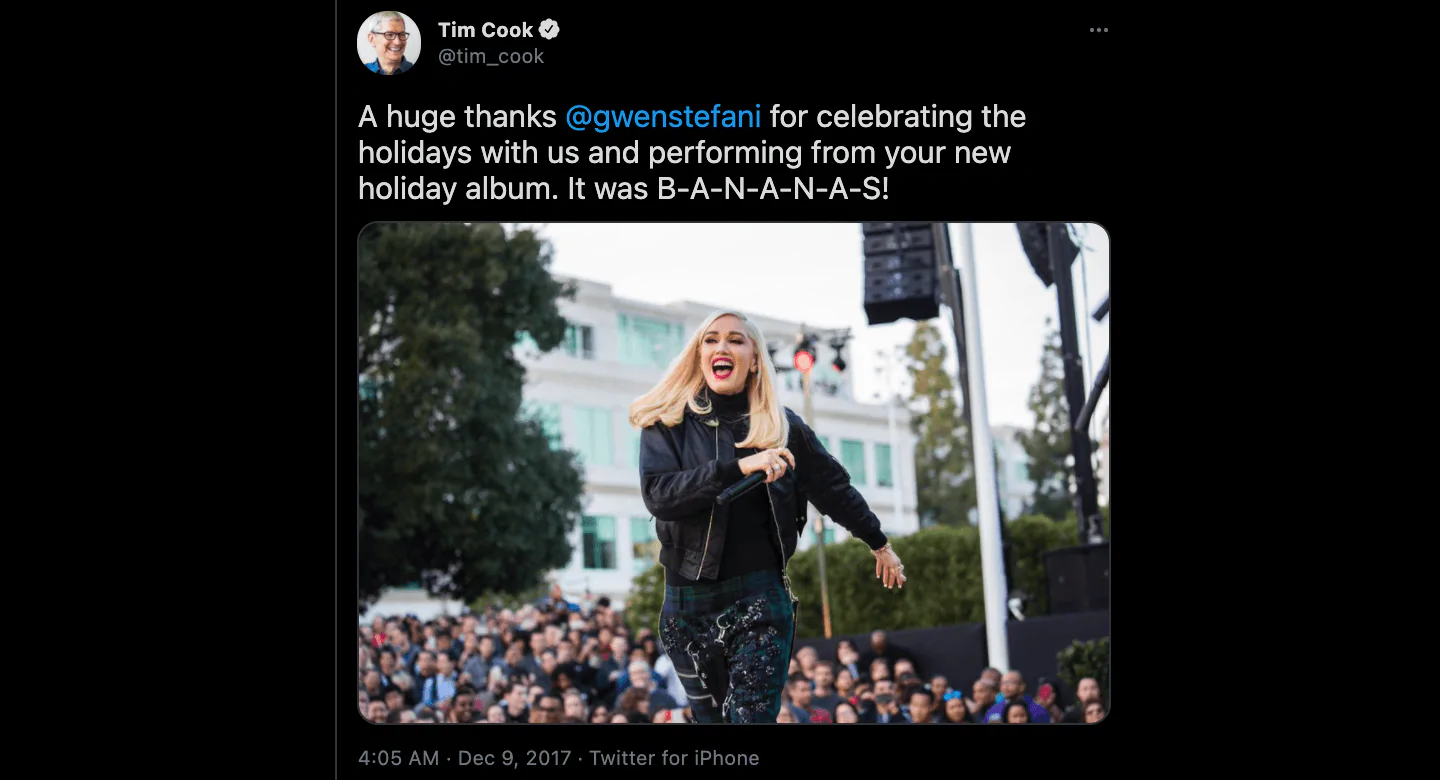 Tim Cook
@tim_cook
A huge thanks @gwenstefani for celebrating the
holidays with us and performing from your new
holiday album. It was B-A-N-A-N-A-S!
4:05 AM · Dec 9, 2017 · Twitter for iPhone